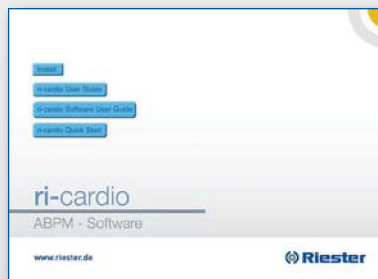 Install
ri-cardio User Guide
ri-cardio Software User Guide
ri-cardio Quick Start
ri-cardio
ABPM - Software
www.riester.de
Riester